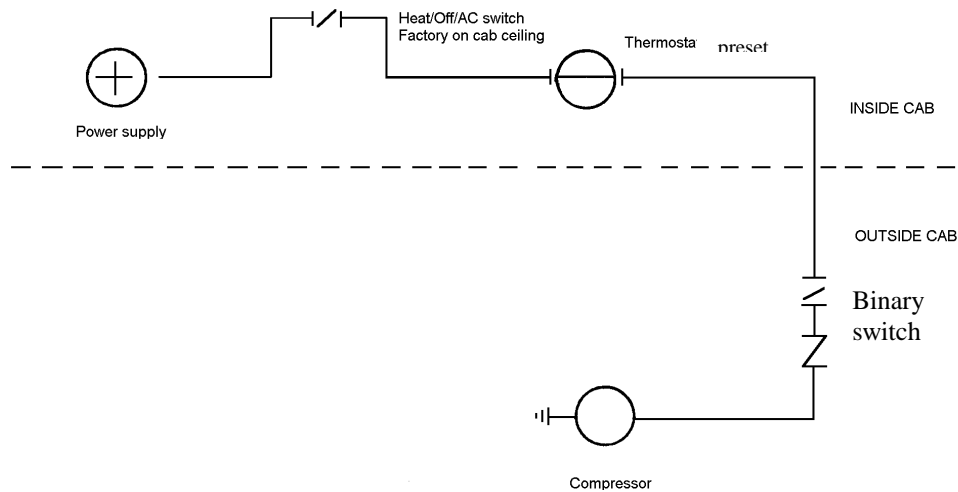 Heat/Off/AC switch
Factory on cab ceiling
Thermosta preset
Power supply
INSIDE CAB
OUTSIDE CAB
Binary
switch
Compressor